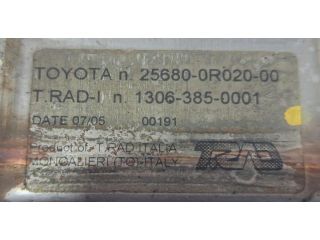 TOYOTA n. 25680-0R020-00
T.RAD-I n. 1306-385-0001
DATE 07/05 00191
Product of: T.RAD ITALIA
MONCALIERI (TO)-ITALY
T.RAD